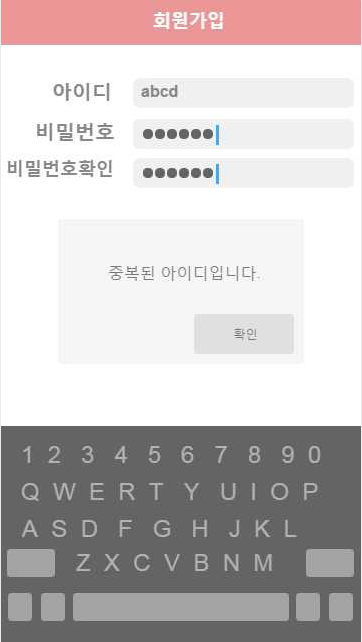 회원가입
아이디 abcd
비밀번호 ●●●●●●
비밀번호확인 ●●●●●●
중복된 아이디입니다.
확인
1 2 3 4 5 6 7 8 9 0
Q W E R T Y U I O P
A S D F G H J K L
Z X C V B N M